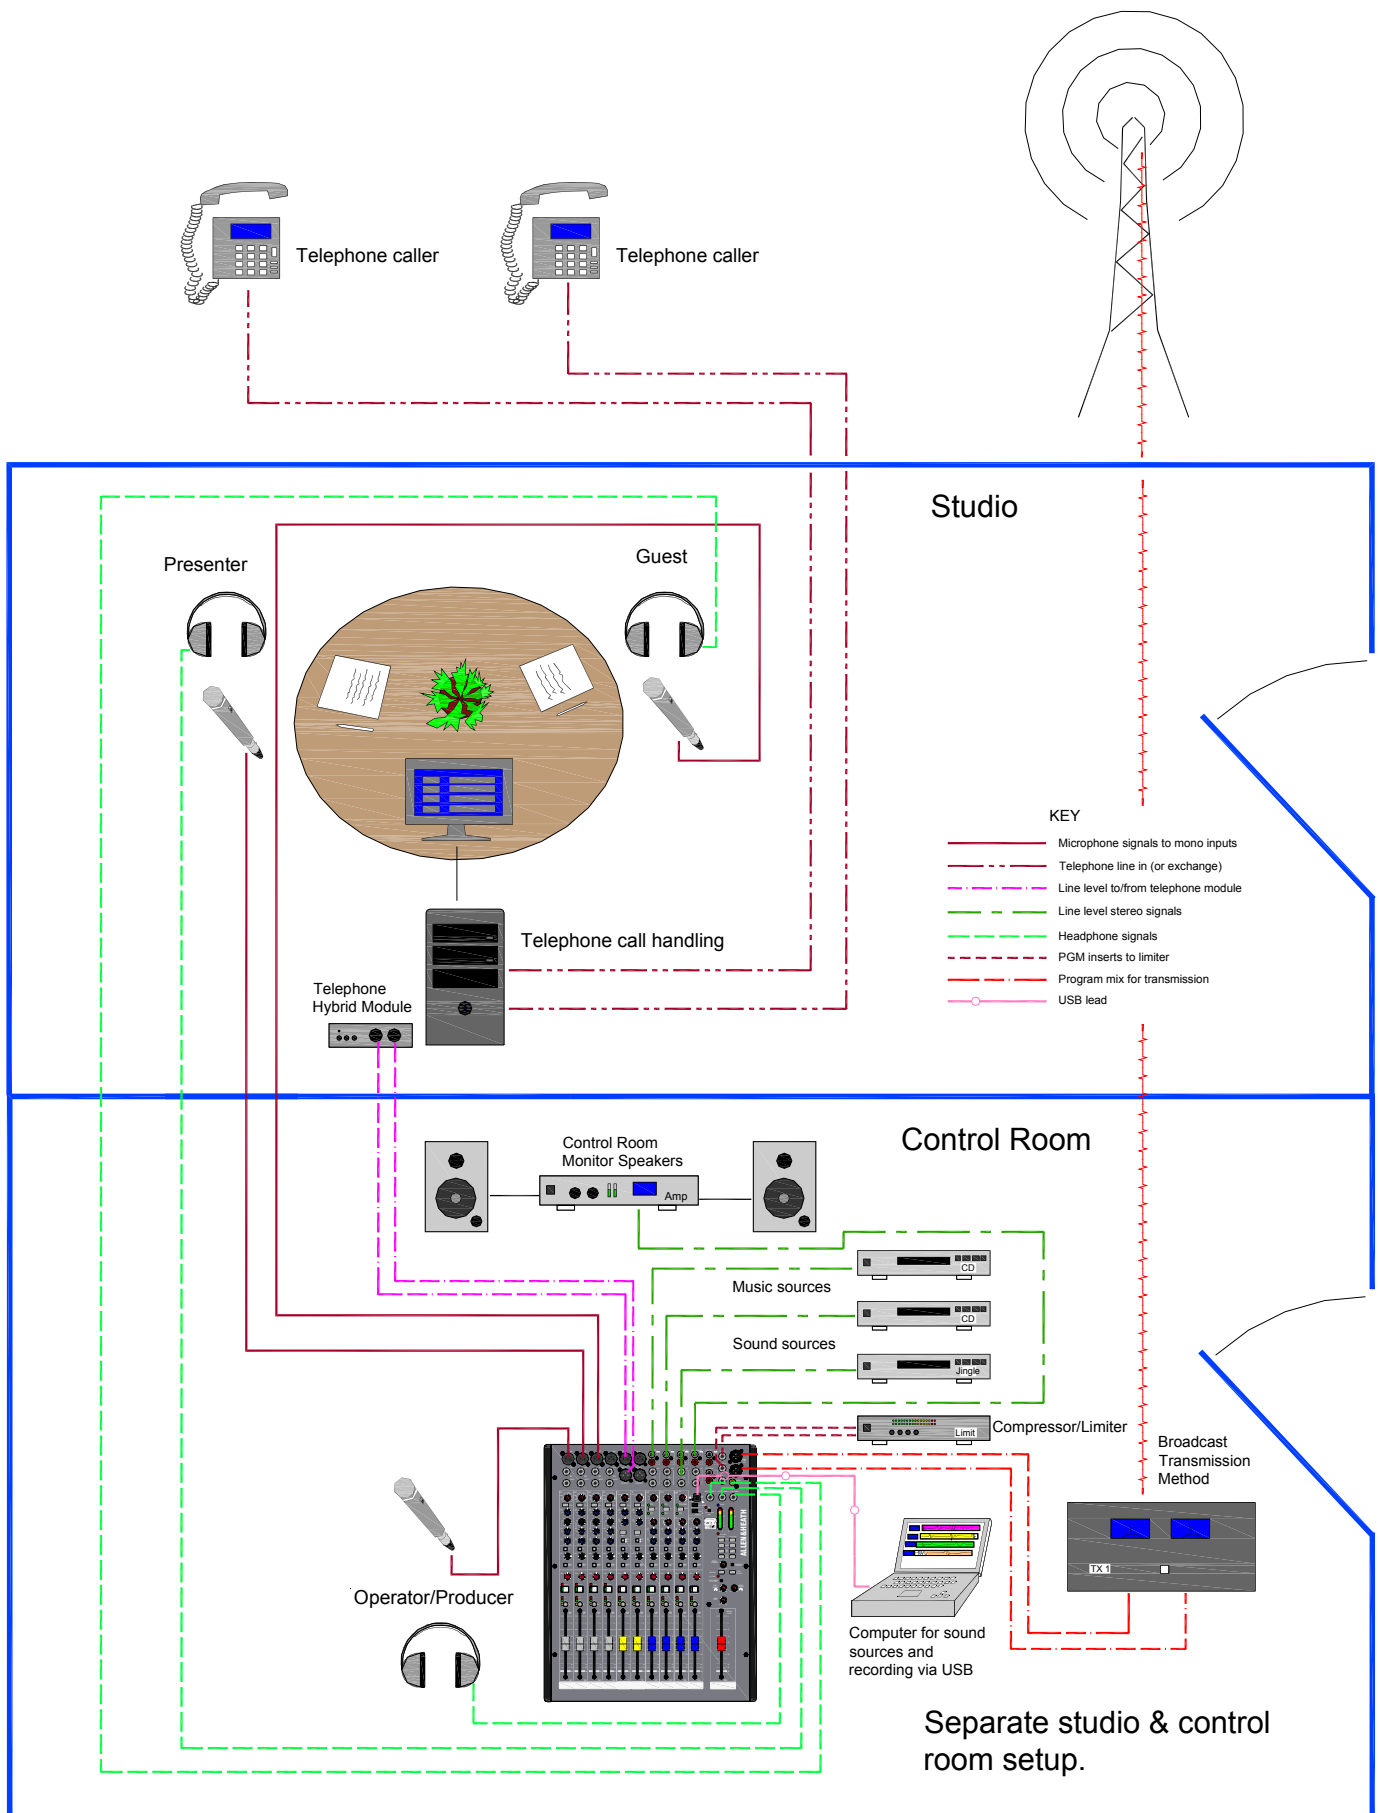 Telephone caller
Telephone caller
Studio
Presenter
Guest
KEY
Microphone signals to mono inputs
Telephone line in (or exchange)
Line level to/from telephone module
Line level stereo signals
Headphone signals
PGM inserts to limiter
Program mix for transmission
USB lead
Telephone call handling
Telephone
Hybrid Module
Control Room
Control Room
Monitor Speakers
Amp
CD
Music sources
CD
Sound sources
Jingle
Compressor/Limiter
Limit
Broadcast
Transmission
Method
ALLEN&HEATH
TX 1
Operator/Producer
Computer for sound
sources and
recording via USB
Separate studio & control
room setup.